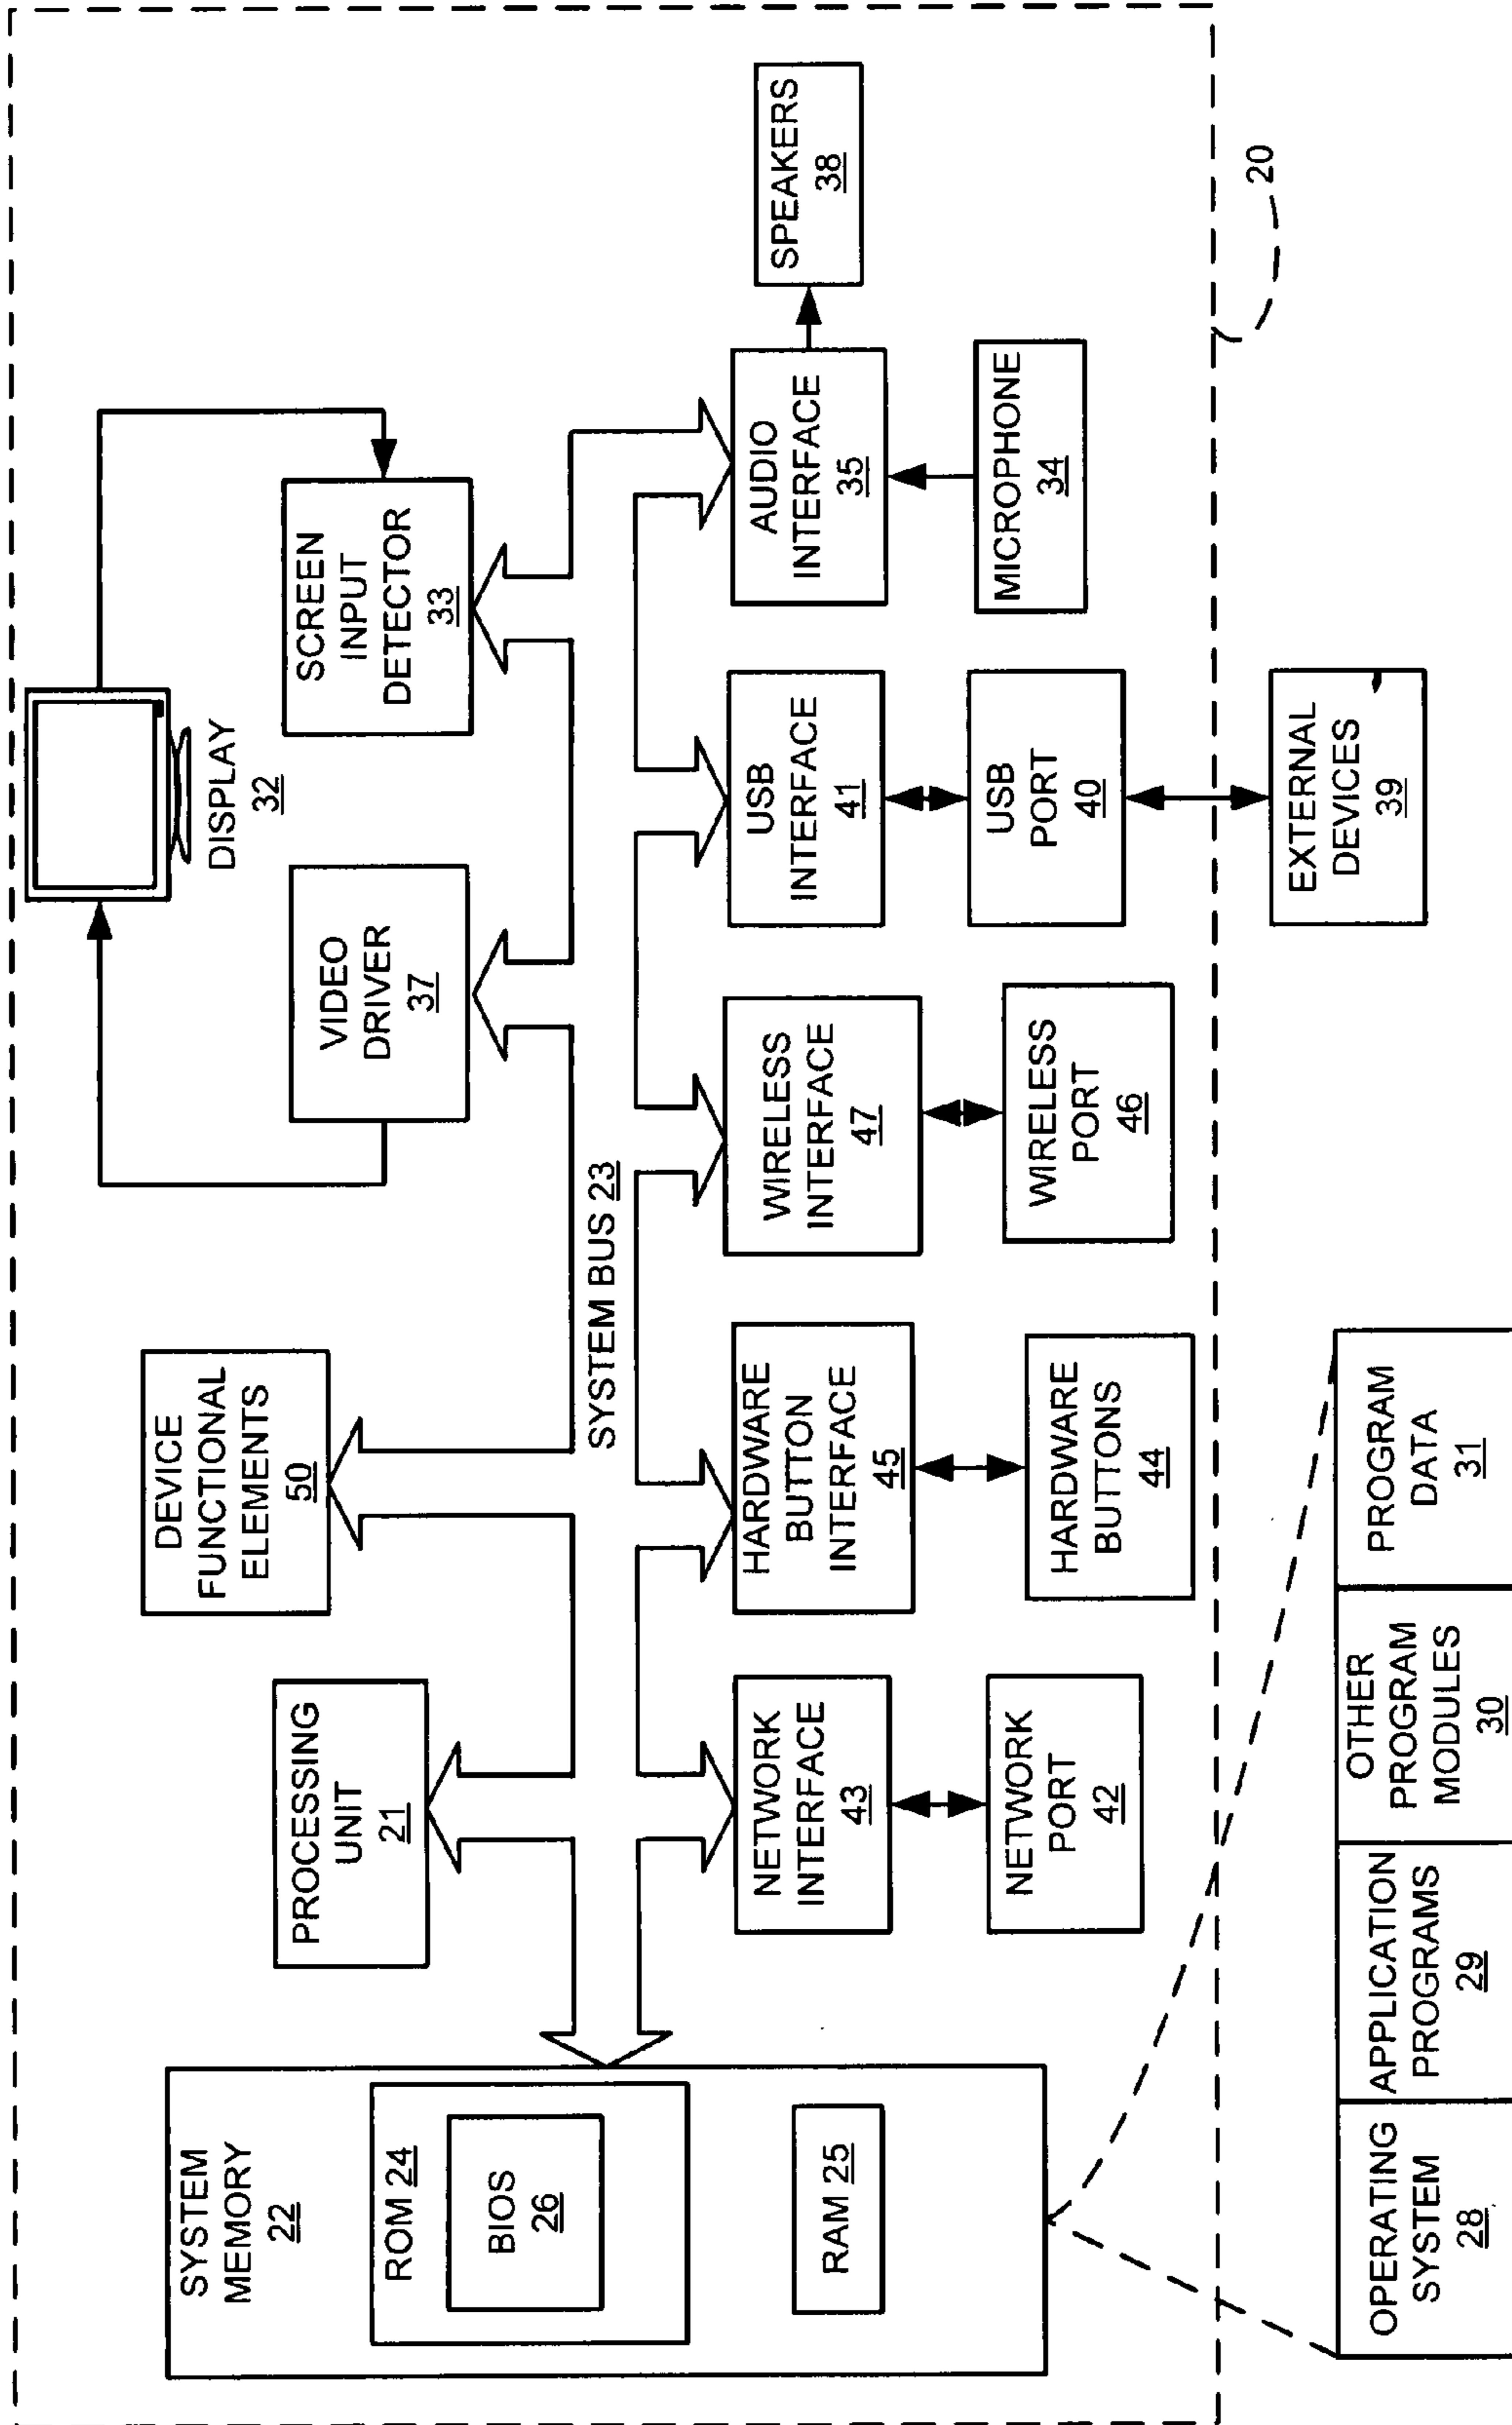 SYSTEM
MEMORY
22
ROM 24
BIOS
26
RAM 25
PROCESSING
UNIT
21
DEVICE
FUNCTIONAL
ELEMENTS
50
VIDEO
DRIVER
37
DISPLAY
32
SCREEN
INPUT
DETECTOR
33
SYSTEM BUS 23
NETWORK
INTERFACE
43
HARDWARE
BUTTON
INTERFACE
45
WIRELESS
INTERFACE
47
USB
INTERFACE
41
AUDIO
INTERFACE
35
SPEAKERS
38
NETWORK
PORT
42
HARDWARE
BUTTONS
44
WIRELESS
PORT
46
USB
PORT
40
MICROPHONE
34
20
OPERATING
SYSTEM
28
APPLICATION
PROGRAMS
29
OTHER
PROGRAM
MODULES
30
PROGRAM
DATA
31
EXTERNAL
DEVICES
39